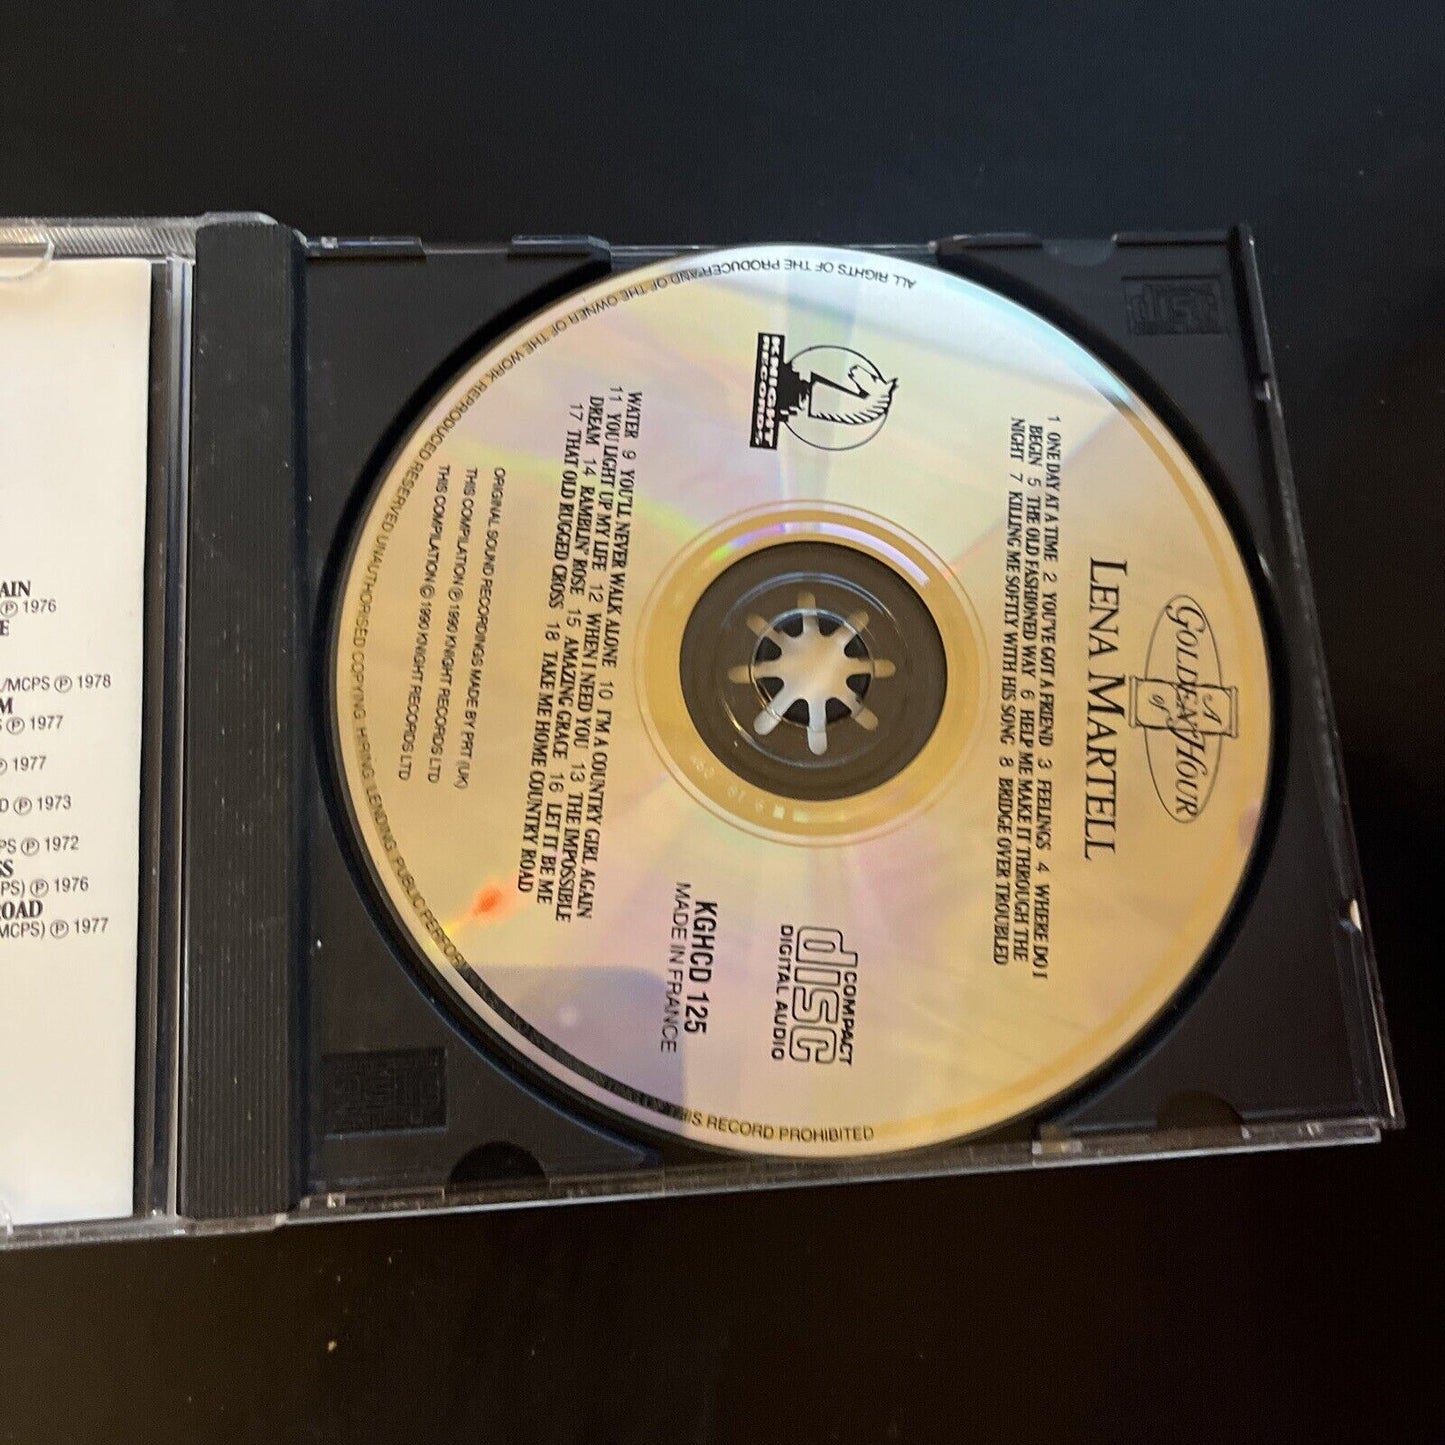 AIN
Ⓟ 1976
E
/MCPS Ⓟ 1978
M
S Ⓟ 1977
Ⓟ 1977
D Ⓟ 1973
PS Ⓟ 1972
SS
PS) Ⓟ 1976
OAD
MCPS) Ⓟ 1977
A
GOLDEN HOUR
of
LENA MARTELL
1 ONE DAY AT A TIME 2 YOU'VE GOT A FRIEND 3 FEELINGS 4 WHERE DO I
BEGIN 5 THE OLD FASHIONED WAY 6 HELP ME MAKE IT THROUGH THE
NIGHT 7 KILLING ME SOFTLY WITH HIS SONG 8 BRIDGE OVER TROUBLED
KNIGHT
RECORDS
COMPACT
disc
DIGITAL AUDIO
KGHCD 125
MADE IN FRANCE
WATER 9 YOU'LL NEVER WALK ALONE 10 I'M A COUNTRY GIRL AGAIN
11 YOU LIGHT UP MY LIFE 12 WHEN I NEED YOU 13 THE IMPOSSIBLE
DREAM 14 RAMBLIN' ROSE 15 AMAZING GRACE 16 LET IT BE ME
17 THAT OLD RUGGED CROSS 18 TAKE ME HOME COUNTRY ROAD
ORIGINAL SOUND RECORDINGS MADE BY PRT (UK)
THIS COMPILATION Ⓟ 1990 KNIGHT RECORDS LTD
THIS COMPILATION © 1990 KNIGHT RECORDS LTD
ALL RIGHTS OF THE PRODUCER AND OF THE OWNER OF THE WORK REPRODUCED RESERVED UNAUTHORISED COPYING HIRING LENDING PUBLIC PERFOR THIS RECORD PROHIBITED